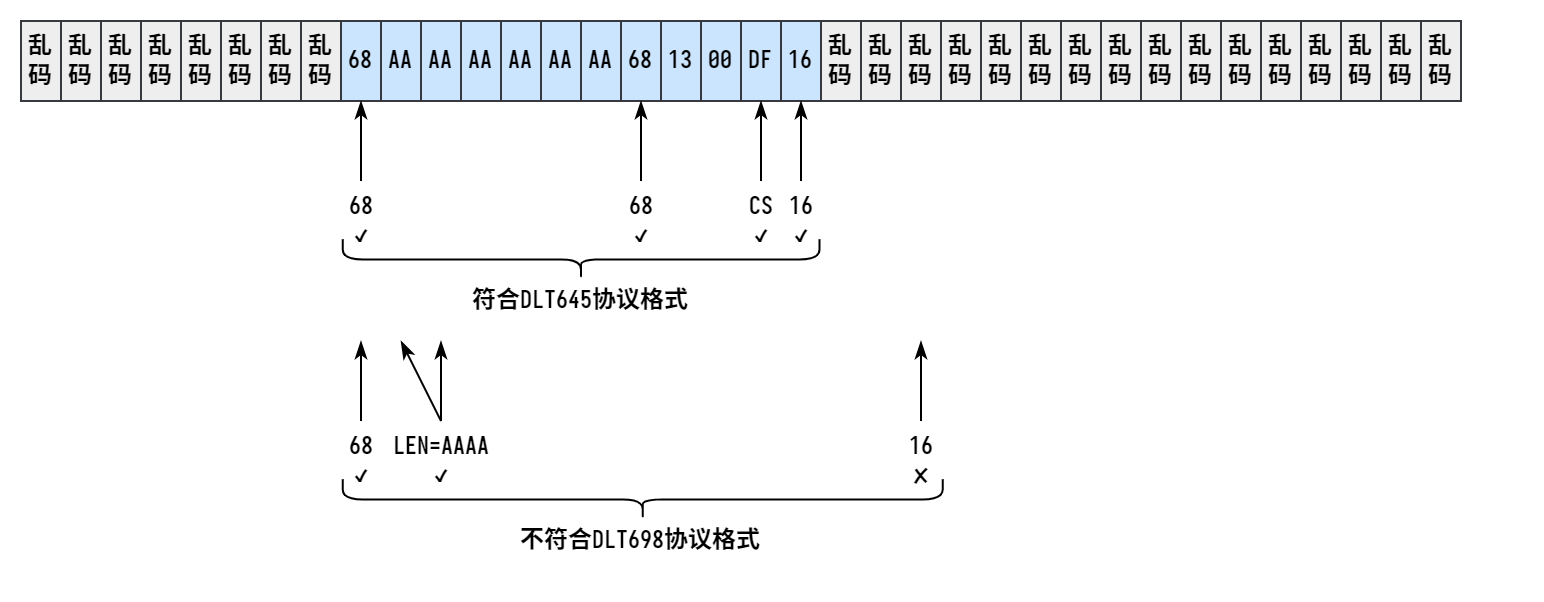 乱码 乱码 乱码 乱码 乱码 乱码 乱码 乱码 68 AA AA AA AA AA AA 68 13 00 DF 16 乱码 乱码 乱码 乱码 乱码 乱码 乱码 乱码 乱码 乱码 乱码 乱码 乱码 乱码 乱码 乱码
68 68 CS 16
✓ ✓ ✓ ✓
符合DLT645协议格式
68 LEN=AAAA 16
✓ ✓ ✗
不符合DLT698协议格式